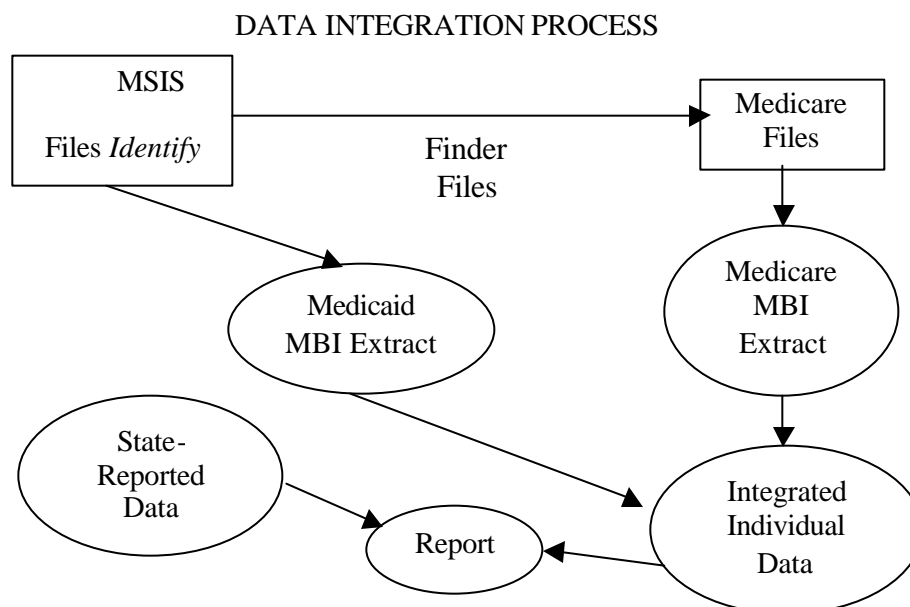 DATA INTEGRATION PROCESS
MSIS
Files Identify
Finder
Files
Medicare
Files
Medicaid
MBI Extract
Medicare
MBI
Extract
State-
Reported
Data
Report
Integrated
Individual
Data